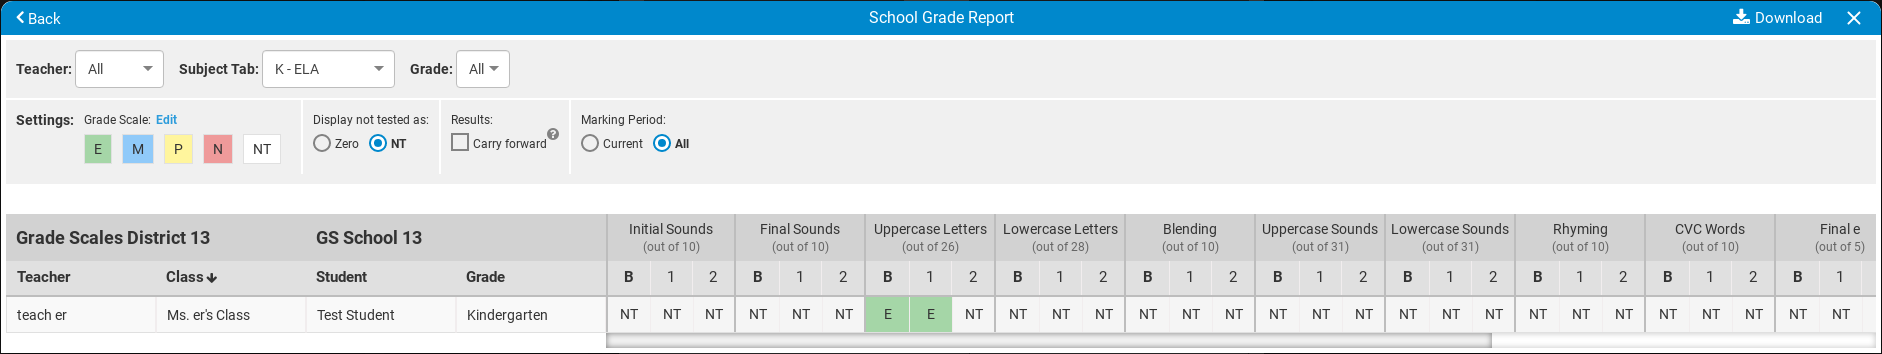 Back School Grade Report Download
Teacher: All Subject Tab: K - ELA Grade: All
Settings: Grade Scale: Edit Display not tested as: Results: Marking Period:
E M P N NT Zero NT Carry forward ? Current All
Initial Sounds Final Sounds Uppercase Letters Lowercase Letters Blending Uppercase Sounds Lowercase Sounds Rhyming CVC Words Final e
Grade Scales District 13 GS School 13
(out of 10) (out of 10) (out of 26) (out of 28) (out of 10) (out of 31) (out of 31) (out of 10) (out of 10) (out of 5)
Teacher Class Student Grade B 1 2 B 1 2 B 1 2 B 1 2 B 1 2 B 1 2 B 1 2 B 1 2 B 1 2 B 1
teach er Ms. er's Class Test Student Kindergarten NT NT NT NT NT NT E E NT NT NT NT NT NT NT NT NT NT NT NT NT NT NT NT NT NT NT NT NT